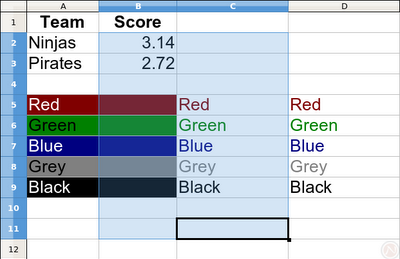 A B C D
1 Team Score
2 Ninjas 3.14
3 Pirates 2.72
4
5 Red Red Red
6 Green Green Green
7 Blue Blue Blue
8 Grey Grey Grey
9 Black Black Black
10
11
12